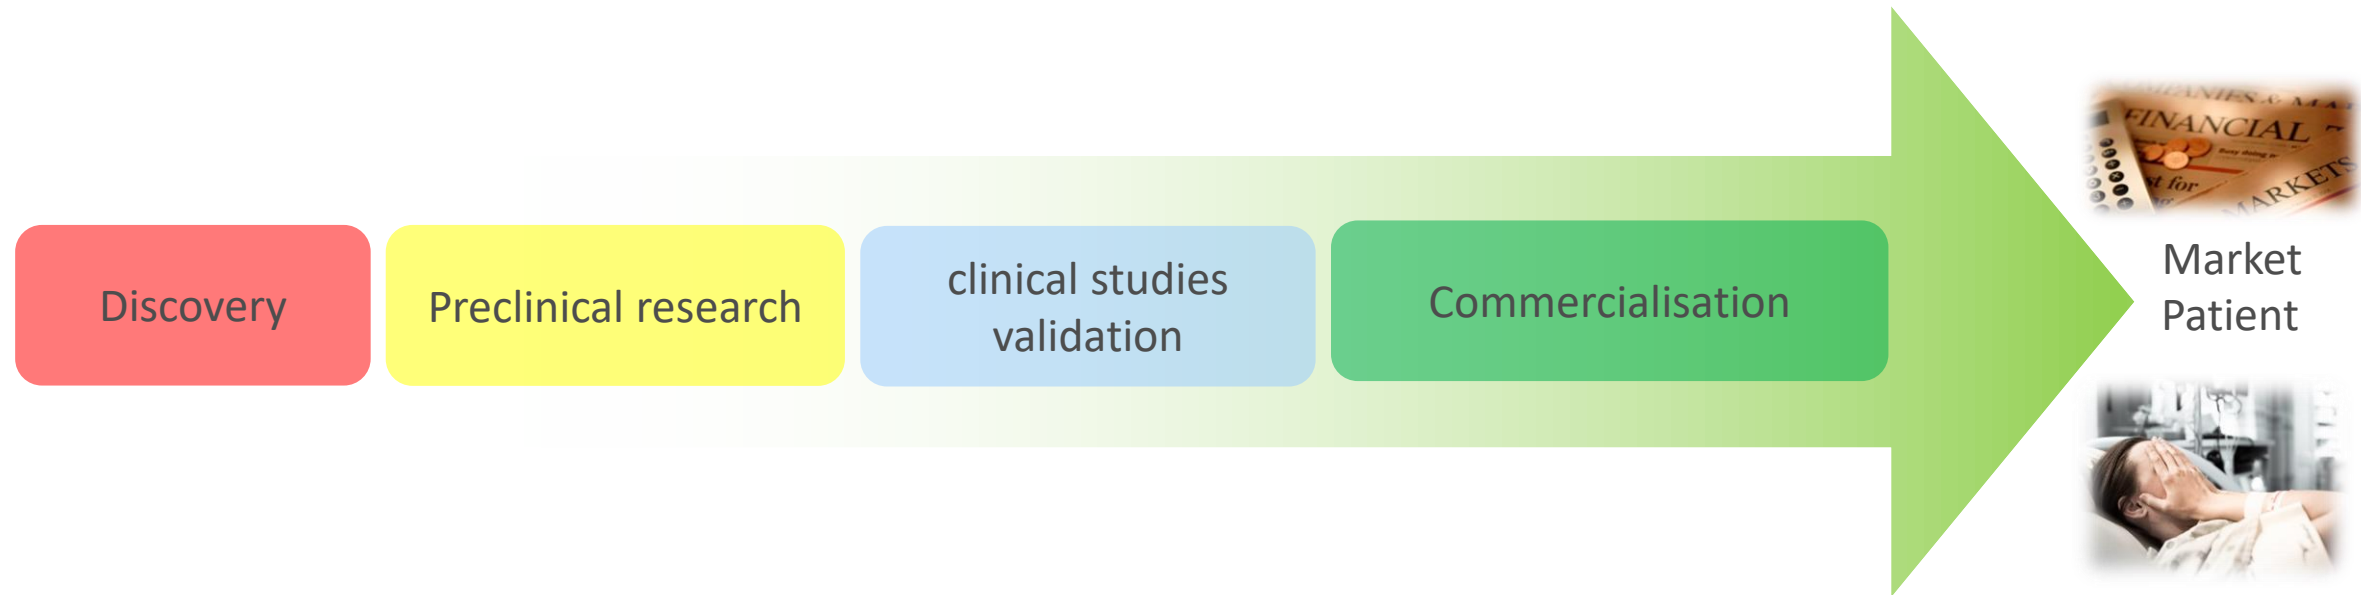 Discovery
Preclinical research
clinical studies
validation
Commercialisation
Market
Patient
FINANCIAL
MARKETS